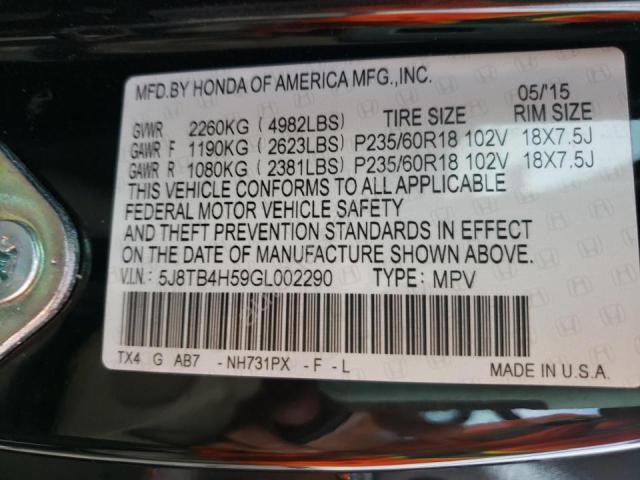 MFD.BY HONDA OF AMERICA MFG.,INC.
05/'15
GVWR 2260KG ( 4982LBS) TIRE SIZE RIM SIZE
GAWR F 1190KG ( 2623LBS) P235/60R18 102V 18X7.5J
GAWR R 1080KG ( 2381LBS) P235/60R18 102V 18X7.5J
THIS VEHICLE CONFORMS TO ALL APPLICABLE
FEDERAL MOTOR VEHICLE SAFETY
AND THEFT PREVENTION STANDARDS IN EFFECT
ON THE DATE OF MANUFACTURE SHOWN ABOVE.
V.I.N.: 5J8TB4H59GL002290 TYPE: MPV
TX4 G AB7 - NH731PX - F - L
MADE IN U.S.A.